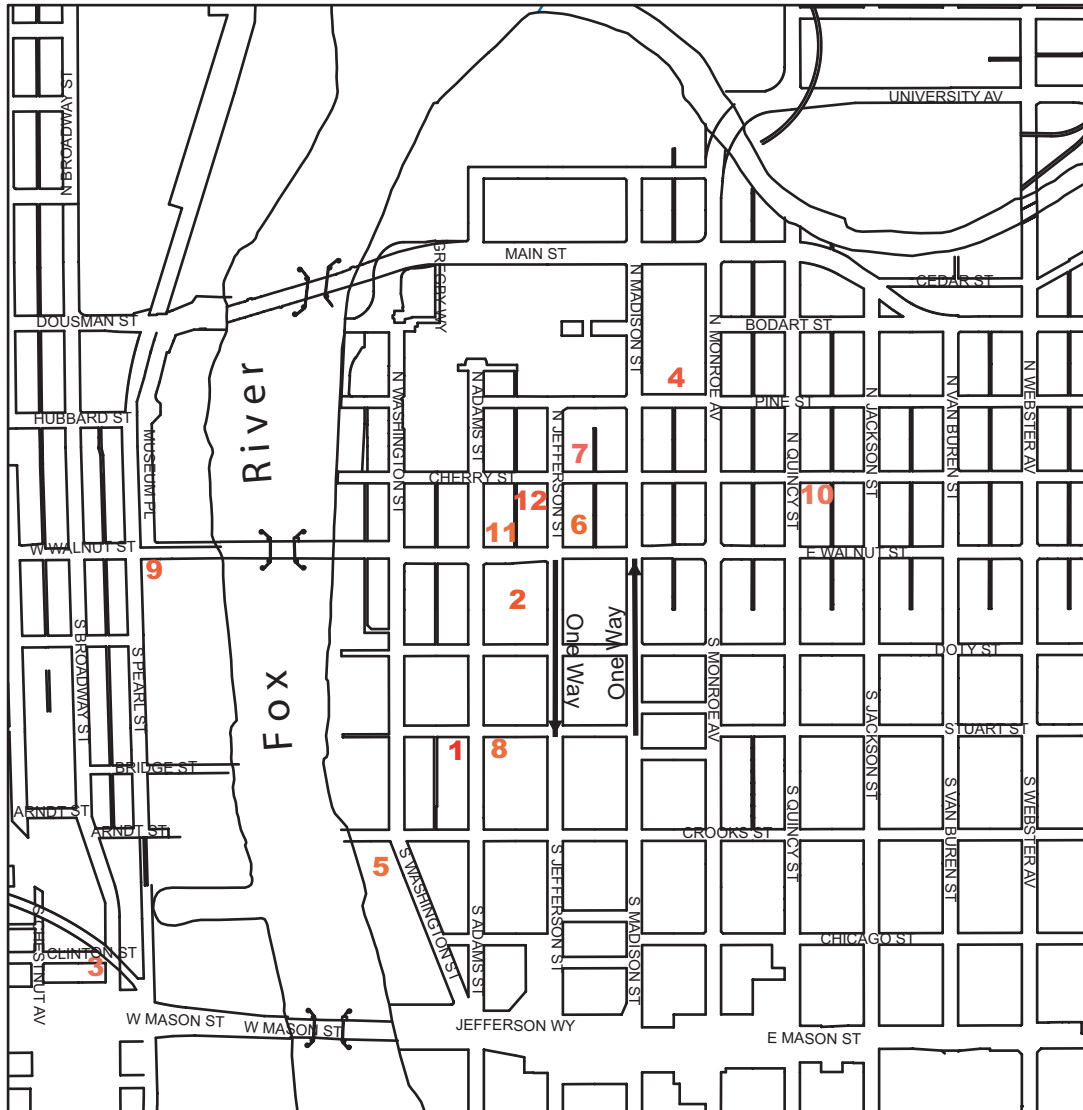 N BROADWAY ST
UNIVERSITY AV
MAIN ST
GREGBY WY
N MADISON ST
CEDAR ST
DOUSMAN ST
BODART ST
N MONROE AV
River
4
N WASHINGTON ST
N ADAMS ST
N JACKSON ST
N VAN BUREN ST
N WEBSTER AV
PINE ST
HUBBARD ST
MUSEUM PL
N JEFFERSON ST
7
N QUINCY ST
CHERRY ST
12
10
11
6
W WALNUT ST
E WALNUT ST
9
2
One Way
One Way
S BROADWAY ST
S PEARL ST
Fox
S MONROE AV
DOTY ST
S JACKSON ST
STUART ST
1
8
BRIDGE ST
S QUINCY ST
S VAN BUREN ST
S WEBSTER AV
ARNDT ST
ARNDT ST
CROOKS ST
5
S WASHINGTON ST
S JEFFERSON ST
S ADAMS ST
S MADISON ST
S CHESTNUT AV
CLINTON ST
3
CHICAGO ST
W MASON ST
W MASON ST
JEFFERSON WY
E MASON ST